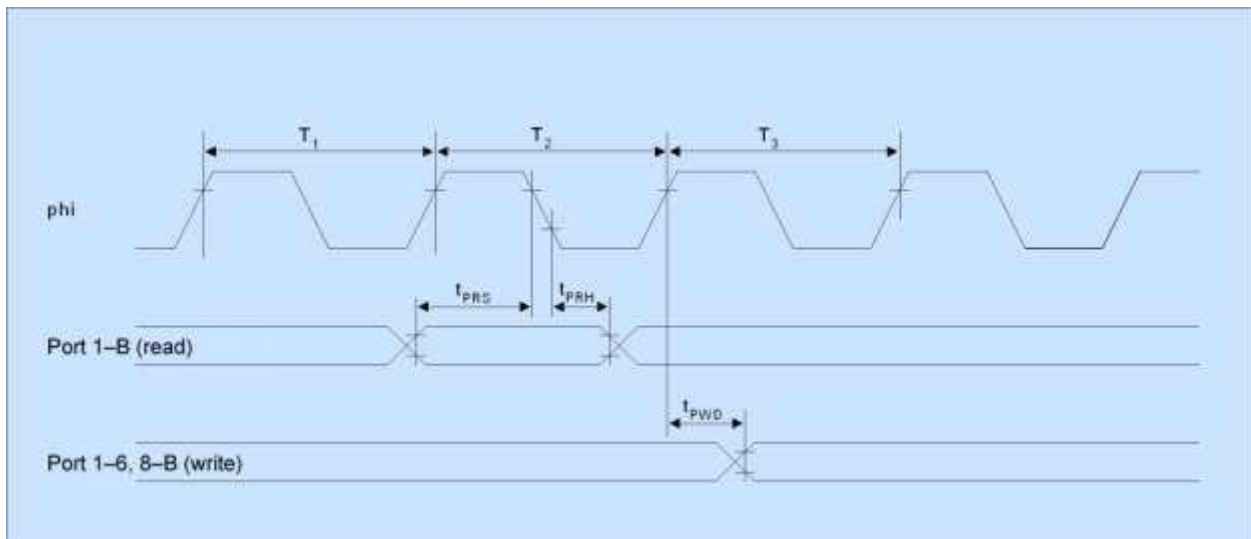 T1 T2 T3
phi
tPRS tPRH
Port 1–B (read)
tPWD
Port 1–6, 8–B (write)